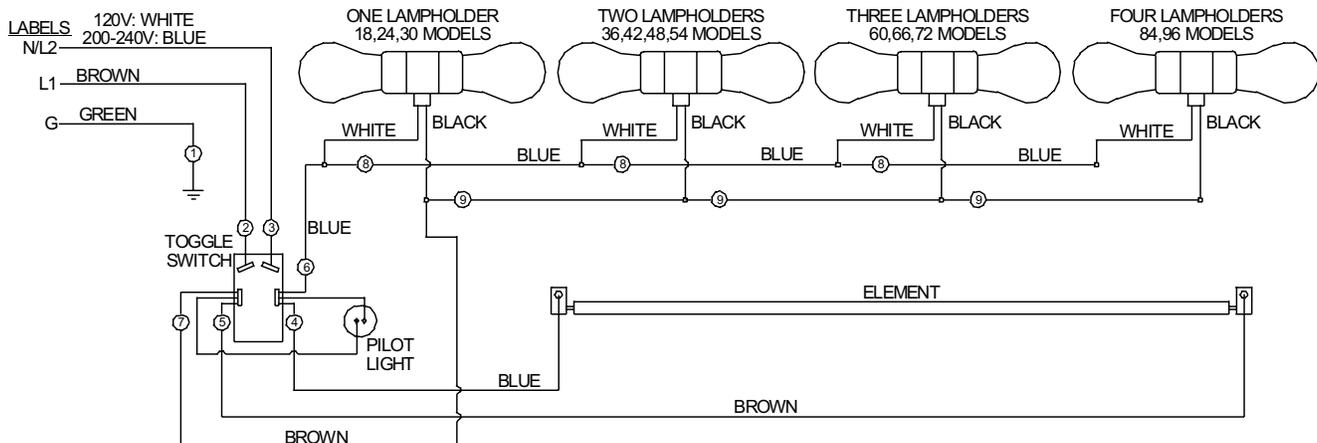 LABELS
120V: WHITE
200-240V: BLUE
N/L2
L1
BROWN
G
GREEN
1
ONE LAMPHOLDER
18,24,30 MODELS
TWO LAMPHOLDERS
36,42,48,54 MODELS
THREE LAMPHOLDERS
60,66,72 MODELS
FOUR LAMPHOLDERS
84,96 MODELS
WHITE
BLACK
WHITE
BLACK
WHITE
BLACK
WHITE
BLACK
8
BLUE
8
BLUE
8
BLUE
9
9
9
2
3
BLUE
TOGGLE
SWITCH
6
7
5
4
PILOT
LIGHT
ELEMENT
BLUE
BROWN
BROWN